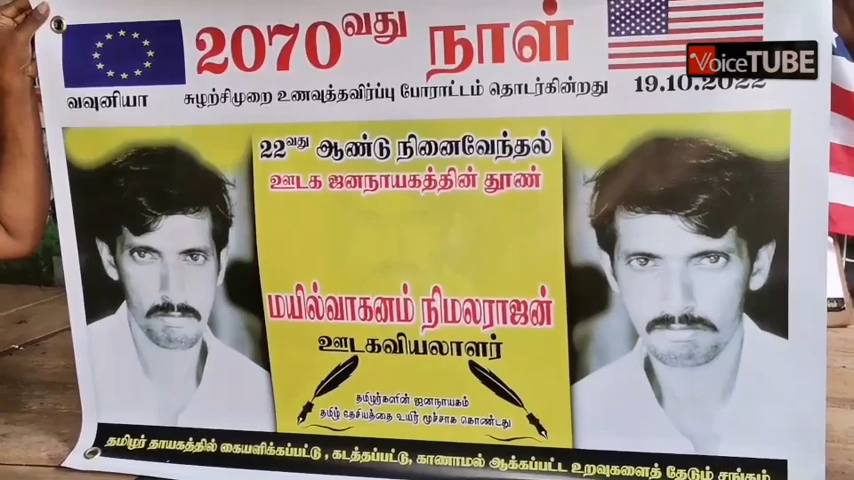 2070 வது நாள்
VoiceTUBE
வவுனியா சுழற்சிமுறை உணவுத்தவிர்ப்பு போராட்டம் தொடர்கின்றது 19.10.2022
22வது ஆண்டு நினைவேந்தல்
ஊடக ஜனநாயகத்தின் தூண்
மயில்வாகனம் நிமலராஜன்
ஊடகவியலாளர்
தமிழர்களின் ஜனநாயகம்
தமிழ் தேசியத்தை உயிர் மூச்சாக கொண்டது
தமிழர் தாயகத்தில் கையளிக்கப்பட்டு , கடத்தப்பட்டு, காணாமல் ஆக்கப்பட்ட உறவுகளைத் தேடும் சங்கம்